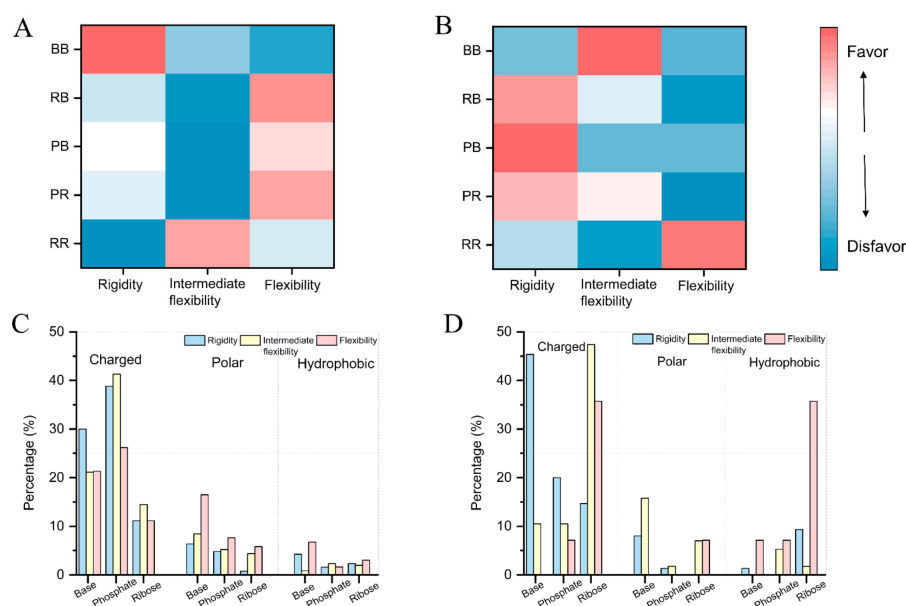 A
BB
RB
PB
PR
RR
Rigidity
Intermediate
flexibility
Flexibility
B
BB
RB
PB
PR
RR
Rigidity
Intermediate
flexibility
Flexibility
Favor
Disfavor
C
Percentage (%)
50
40
30
20
10
0
Rigidity
Intermediate
flexibility
Flexibility
Charged
Polar
Hydrophobic
Base
Phosphate
Ribose
Base
Phosphate
Ribose
Base
Phosphate
Ribose
D
Percentage (%)
50
40
30
20
10
0
Rigidity
Intermediate
flexibility
Flexibility
Charged
Polar
Hydrophobic
Base
Phosphate
Ribose
Base
Phosphate
Ribose
Base
Phosphate
Ribose